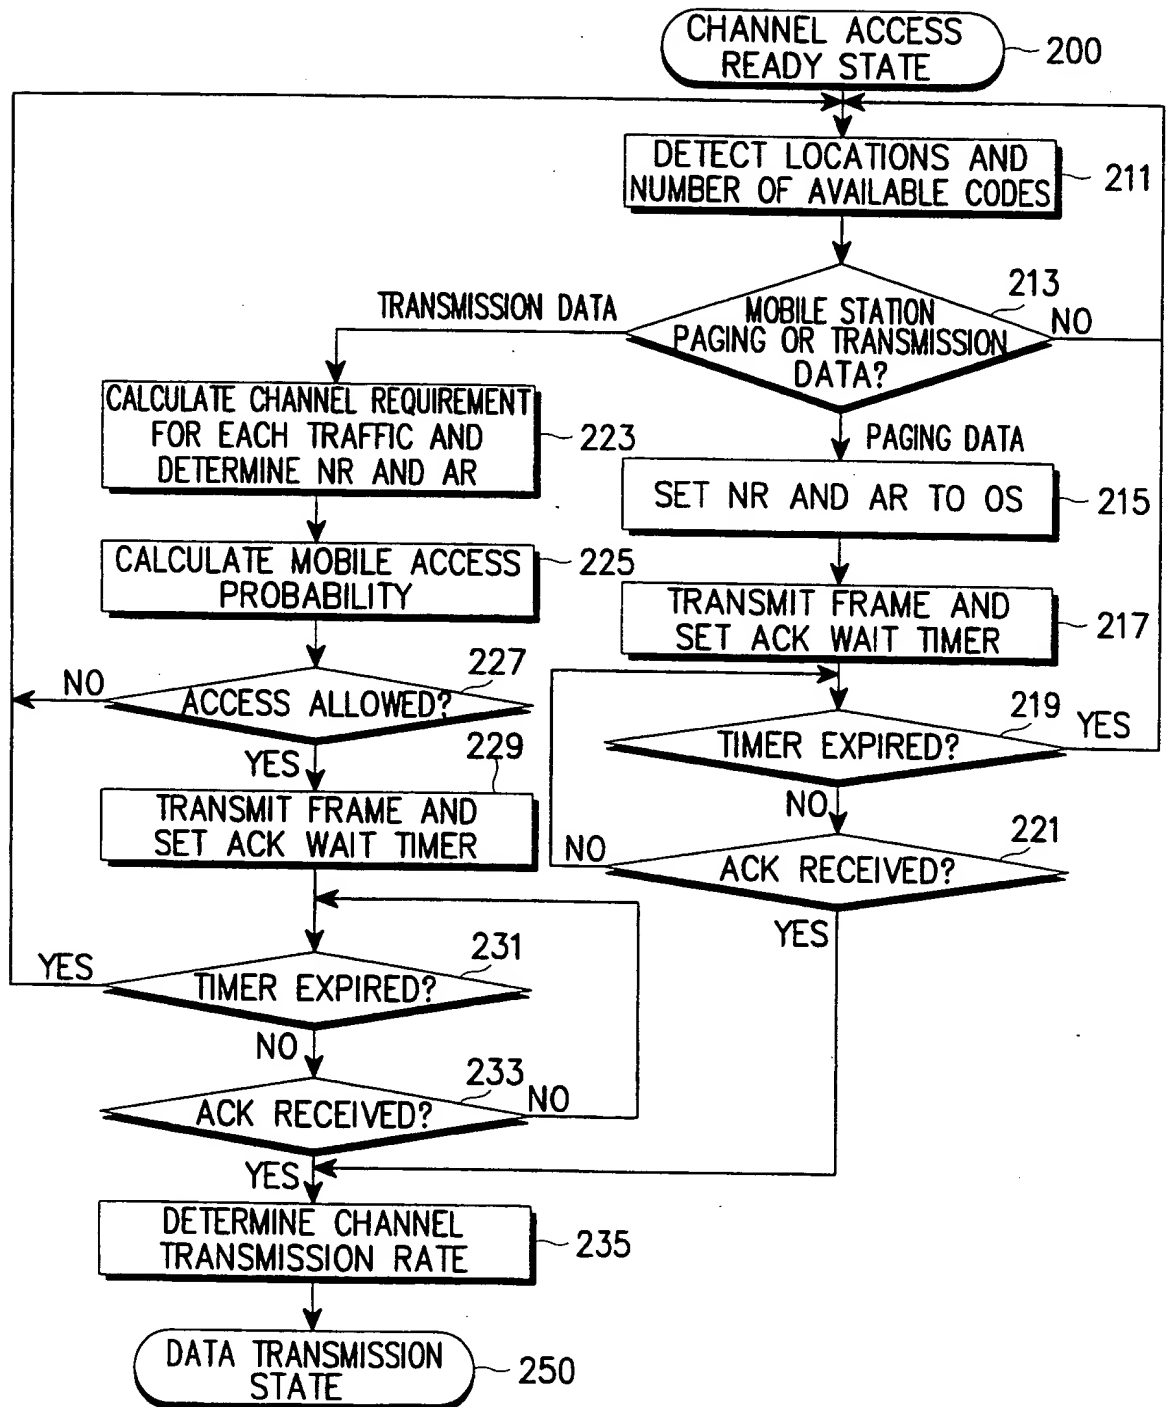 CHANNEL ACCESS
READY STATE
200
DETECT LOCATIONS AND
NUMBER OF AVAILABLE CODES
211
213
MOBILE STATION
PAGING OR TRANSMISSION
DATA?
NO
TRANSMISSION DATA
PAGING DATA
CALCULATE CHANNEL REQUIREMENT
FOR EACH TRAFFIC AND
DETERMINE NR AND AR
223
SET NR AND AR TO OS
215
CALCULATE MOBILE ACCESS
PROBABILITY
225
TRANSMIT FRAME AND
SET ACK WAIT TIMER
217
227
ACCESS ALLOWED?
NO
YES
219
TIMER EXPIRED?
YES
NO
229
TRANSMIT FRAME AND
SET ACK WAIT TIMER
221
ACK RECEIVED?
NO
YES
231
TIMER EXPIRED?
YES
NO
233
ACK RECEIVED?
NO
YES
DETERMINE CHANNEL
TRANSMISSION RATE
235
DATA TRANSMISSION
STATE
250